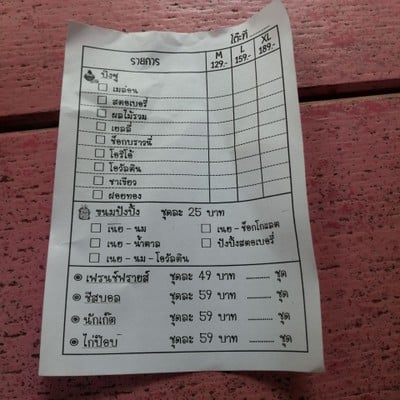 โต๊ะที่
รายการ M 129.- L 159.- XL 189.-
บิงซู
เมล่อน
สตอเบอรี่
ผลไม้รวม
เยลลี่
ช็อกบราวนี่
โอริโอ้
โอวัลติน
ชาเขียว
ฝอยทอง
ขนมปังปิ้ง ชุดละ 25 บาท
เนย - นม เนย - ช็อกโกแลต
เนย - น้ำตาล ปังปิ้งสตอเบอรี่
เนย - นม - โอวัลติน
เฟรนช์ฟรายส์ ชุดละ 49 บาท .......... ชุด
ชีสบอล ชุดละ 59 บาท .......... ชุด
นักเก็ต ชุดละ 59 บาท .......... ชุด
ไก่ป๊อบ ชุดละ 59 บาท .......... ชุด